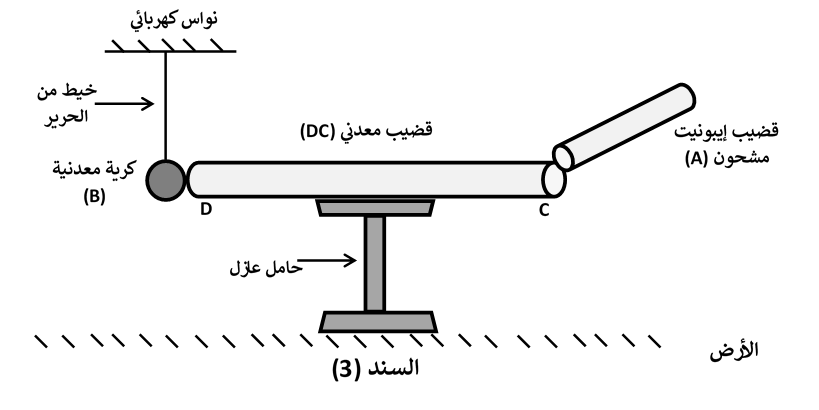 نواس كهربائي
خيط من
الحرير
قضيب معدني (DC)
قضيب إيبونيت
مشحون (A)
كرية معدنية
(B)
D
C
حامل عازل
الأرض
السند (3)